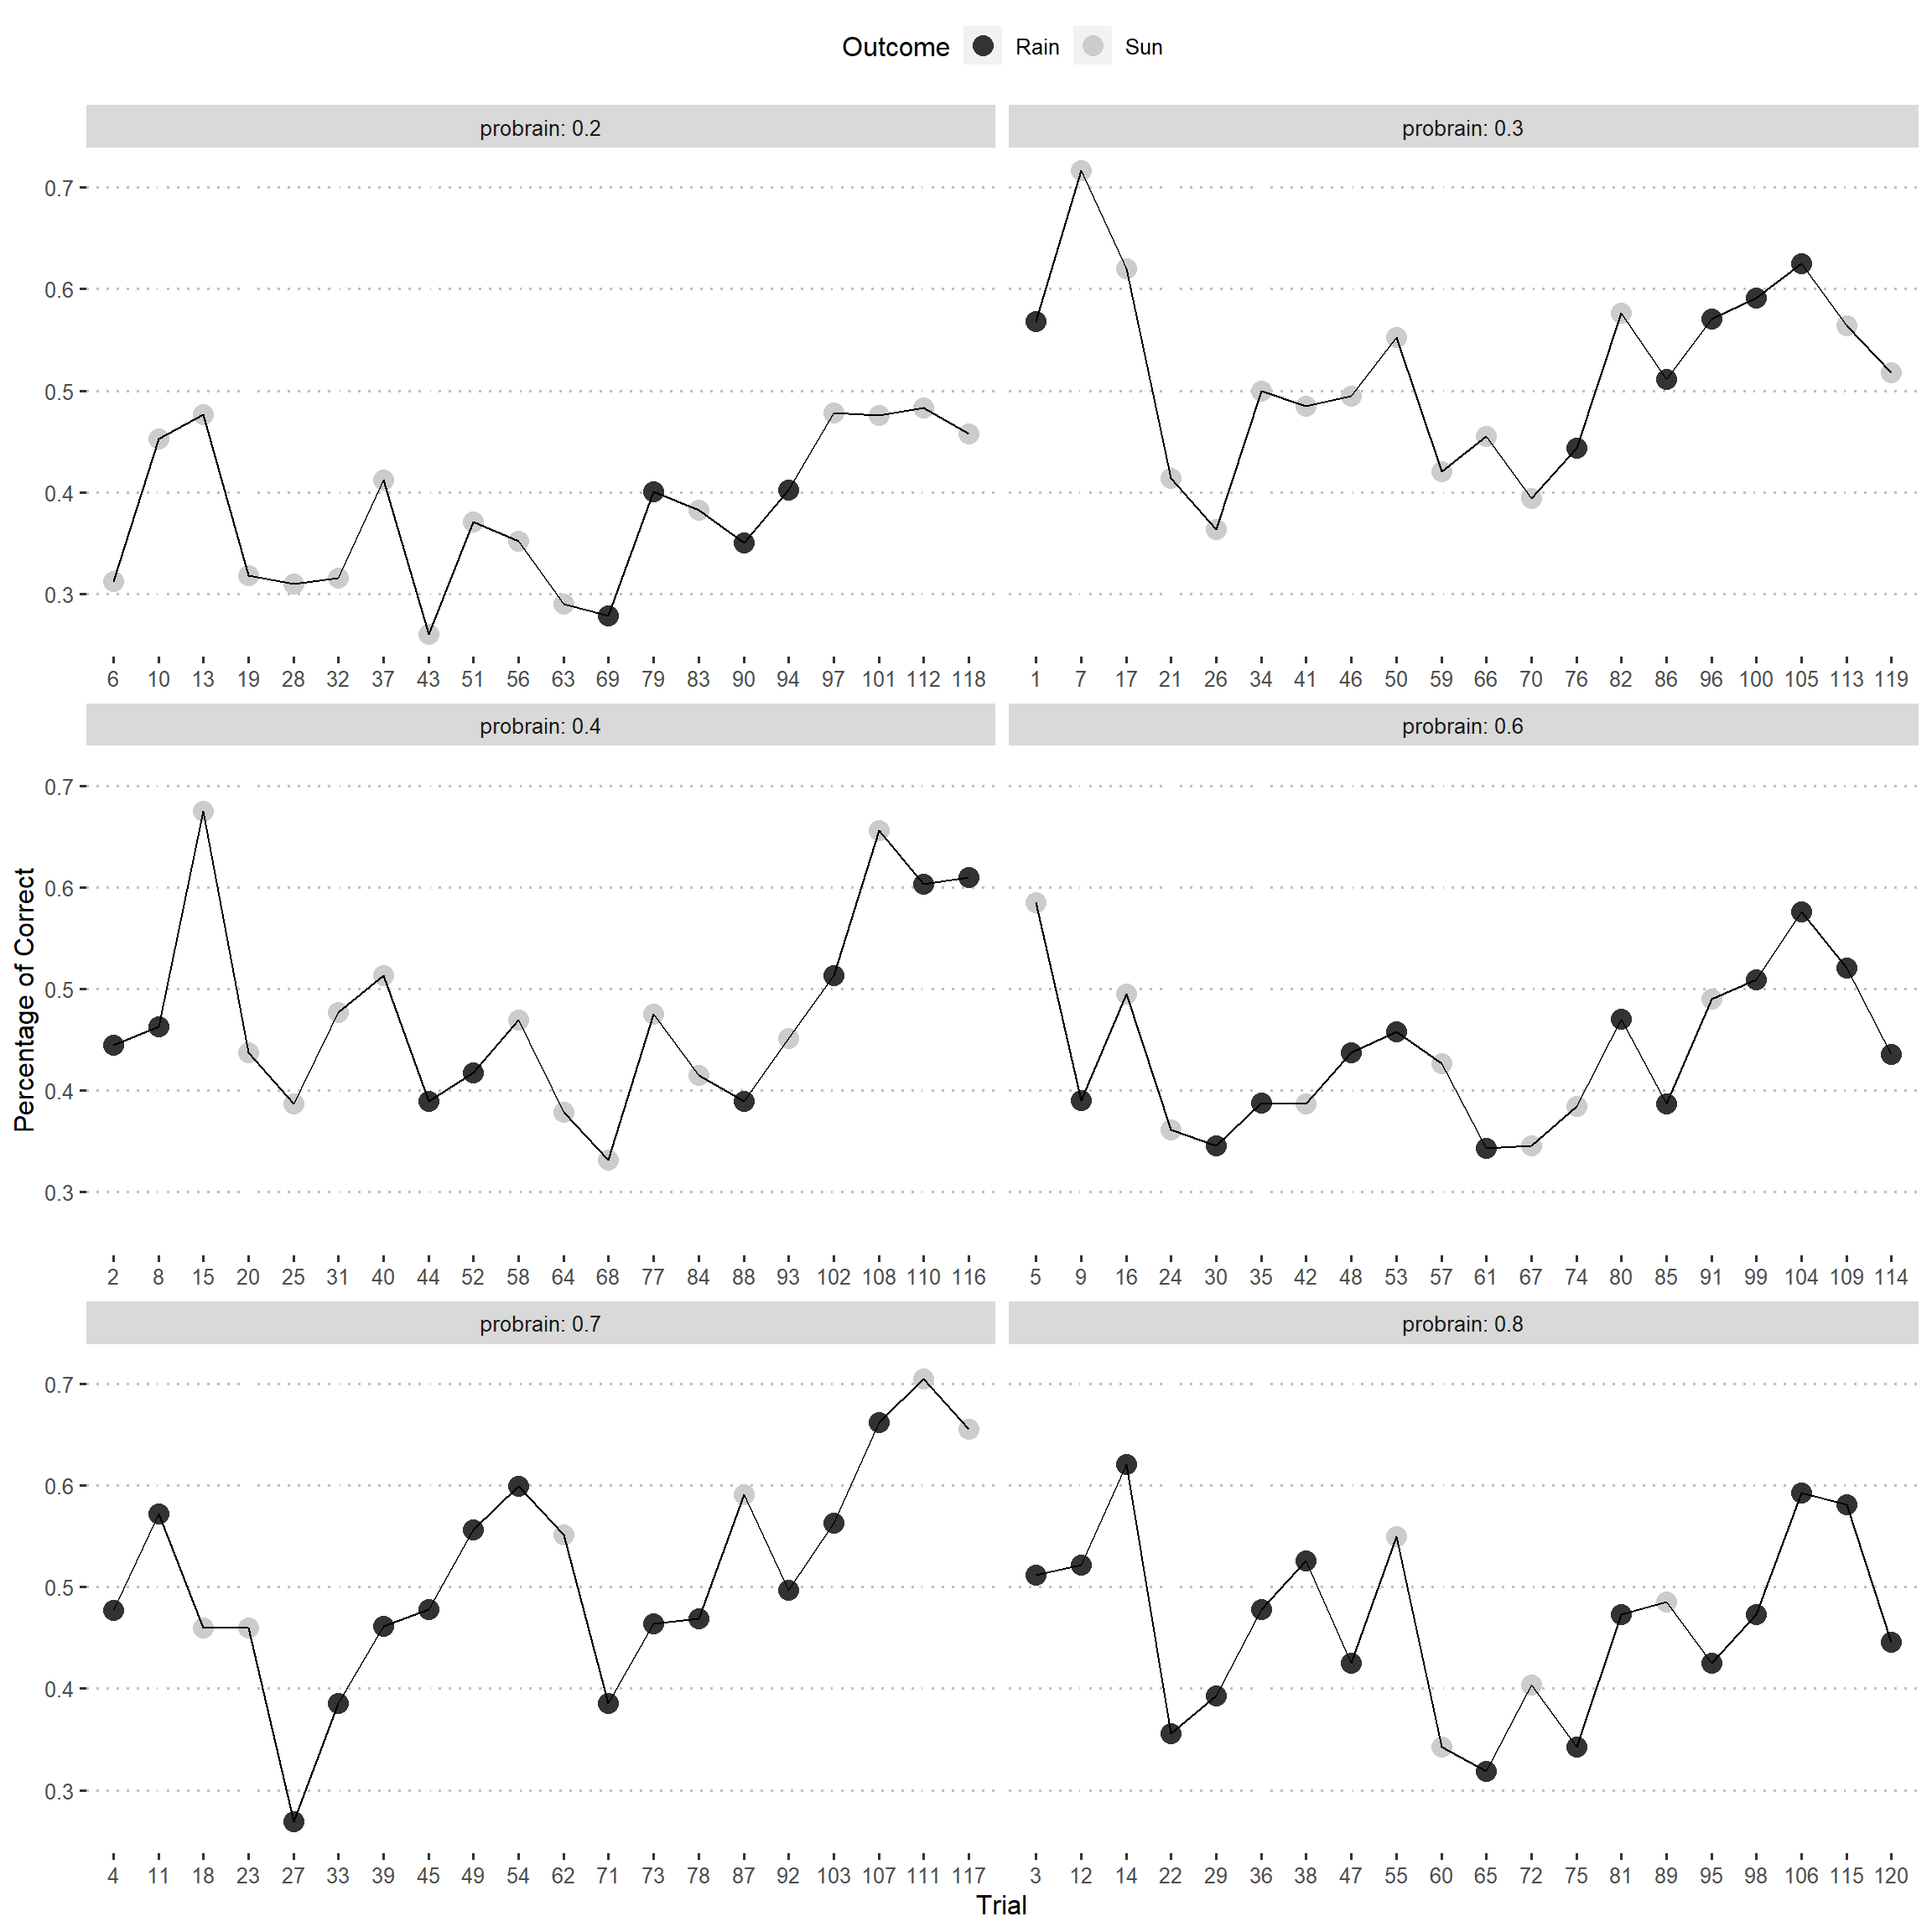 Outcome Rain Sun
probrain: 0.2 probrain: 0.3
0.7
0.6
0.5
0.4
0.3
6 10 13 19 28 32 37 43 51 56 63 69 79 83 90 94 97 101 112 118 1 7 17 21 26 34 41 46 50 59 66 70 76 82 86 96 100 105 113 119
probrain: 0.4 probrain: 0.6
0.7
0.6
0.5
0.4
0.3
2 8 15 20 25 31 40 44 52 58 64 68 77 84 88 93 102 108 110 116 5 9 16 24 30 35 42 48 53 57 61 67 74 80 85 91 99 104 109 114
Percentage of Correct
probrain: 0.7 probrain: 0.8
0.7
0.6
0.5
0.4
0.3
4 11 18 23 27 33 39 45 49 54 62 71 73 78 87 92 103 107 111 117 3 12 14 22 29 36 38 47 55 60 65 72 75 81 89 95 98 106 115 120
Trial